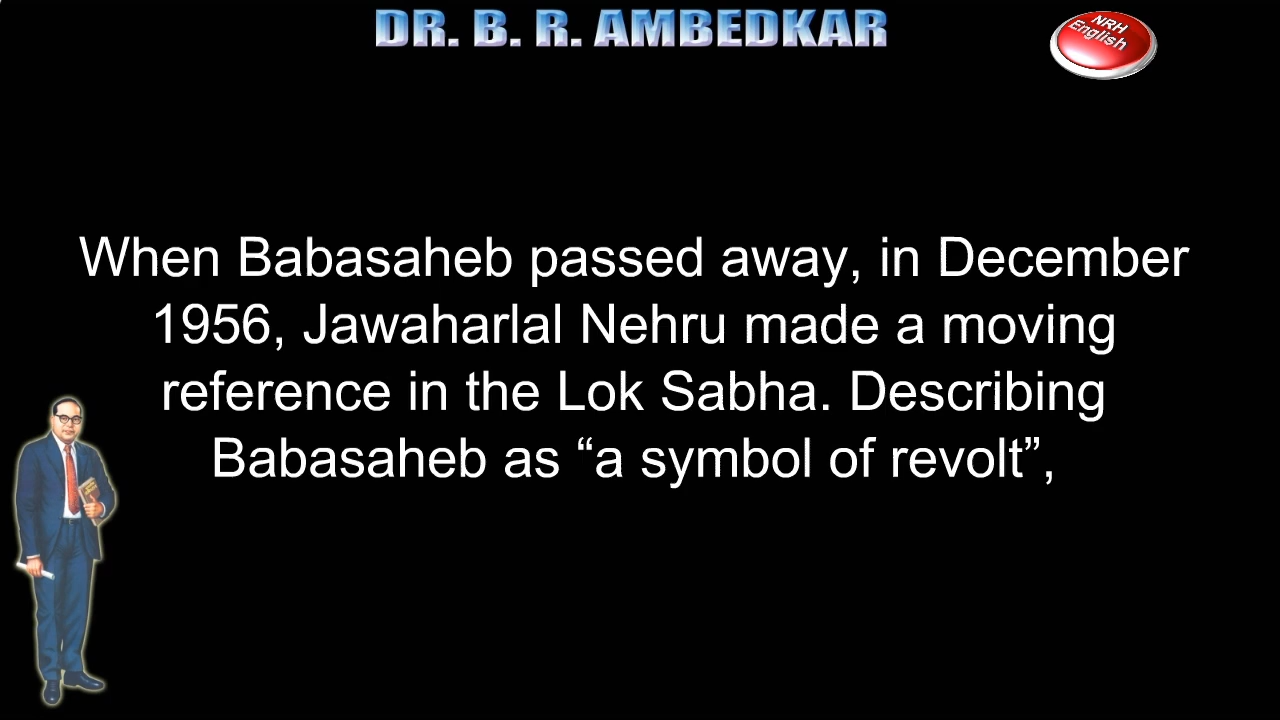 DR. B. R. AMBEDKAR
NRH
English
When Babasaheb passed away, in December
1956, Jawaharlal Nehru made a moving
reference in the Lok Sabha. Describing
Babasaheb as “a symbol of revolt”,